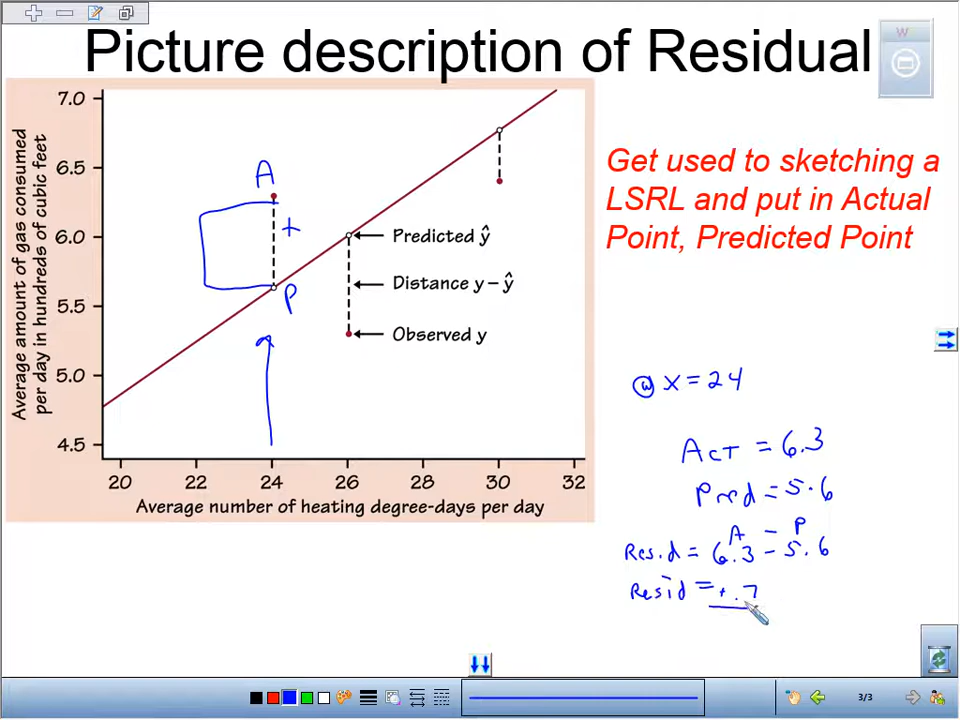 Picture description of Residual
W
Get used to sketching a
LSRL and put in Actual
Point, Predicted Point
Average amount of gas consumed
per day in hundreds of cubic feet
7.0
6.5
6.0
5.5
5.0
4.5
A
+
P
Predicted ŷ
Distance y – ŷ
Observed y
20 22 24 26 28 30 32
Average number of heating degree-days per day
@ x = 24
Act = 6.3
Pred = 5.6
A - P
Resid = 6.3 - 5.6
Resid = + .7
3/3